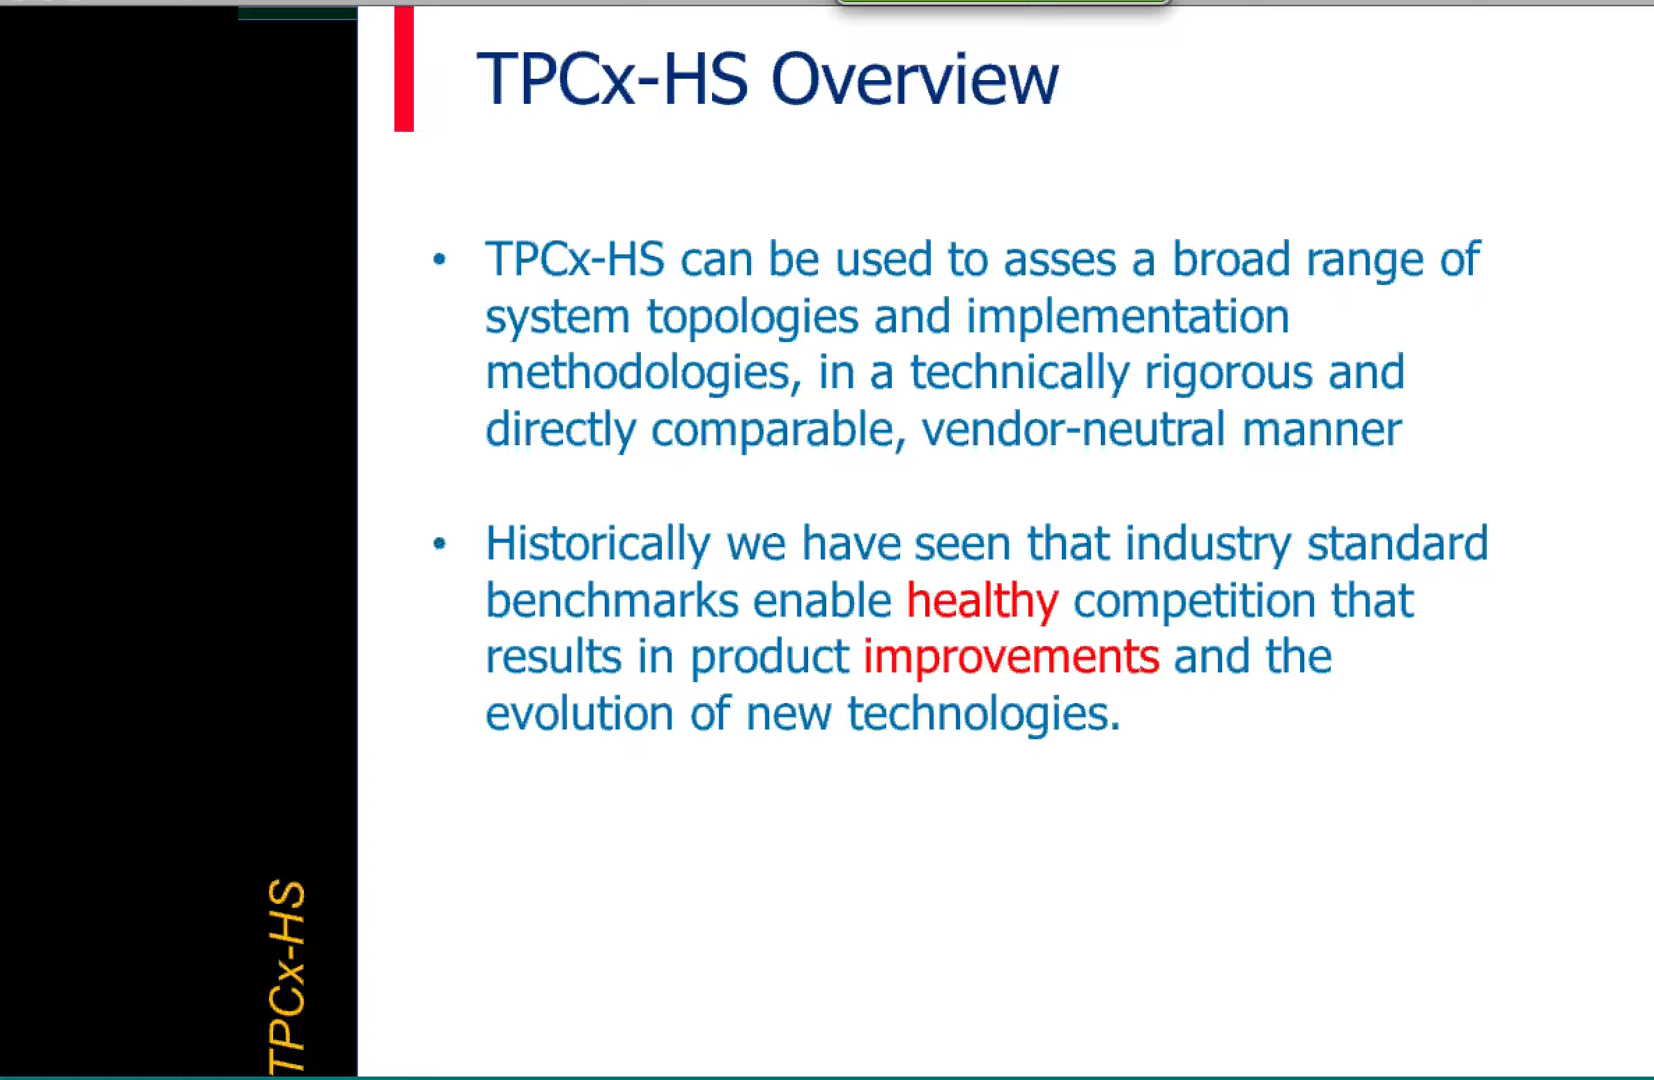 TPCx-HS Overview
• TPCx-HS can be used to asses a broad range of
system topologies and implementation
methodologies, in a technically rigorous and
directly comparable, vendor-neutral manner
• Historically we have seen that industry standard
benchmarks enable healthy competition that
results in product improvements and the
evolution of new technologies.
TPCx-HS